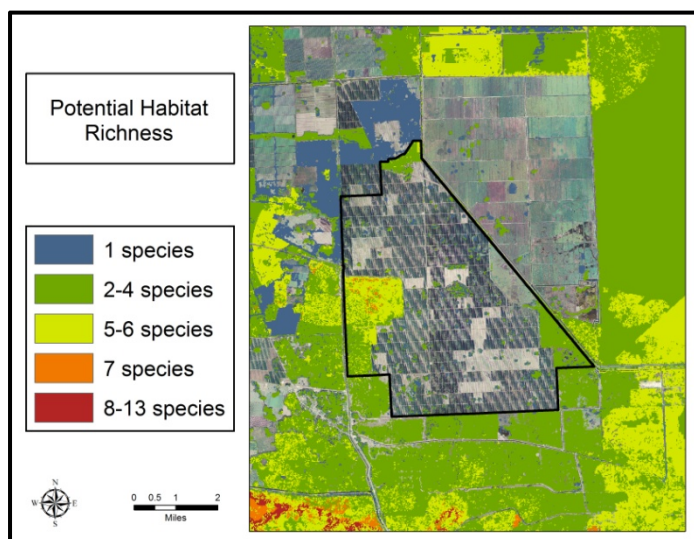 Potential Habitat
Richness
1 species
2-4 species
5-6 species
7 species
8-13 species
N
W E
S
0 0.5 1 2
Miles